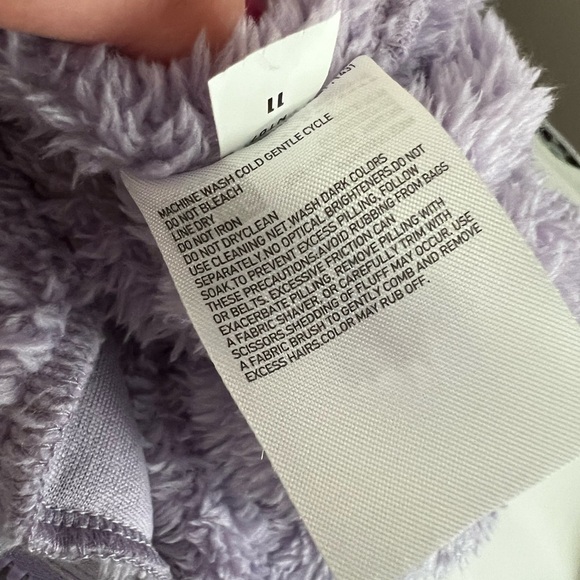 11
MACHINE WASH COLD GENTLE CYCLE
DO NOT BLEACH
LINE DRY
DO NOT IRON
DO NOT DRYCLEAN
USE CLEANING NET.WASH DARK COLORS
SEPARATELY.NO OPTICAL BRIGHTENERS.DO NOT
SOAK.TO PREVENT EXCESS PILLING, FOLLOW
THESE PRECAUTIONS:AVOID RUBBING FROM BAGS
OR BELTS. EXCESSIVE FRICTION CAN
EXACERBATE PILLING. REMOVE PILLING WITH
A FABRIC SHAVER, OR CAREFULLY TRIM WITH
SCISSORS.SHEDDING OF FLUFF MAY OCCUR. USE
A FABRIC BRUSH TO GENTLY COMB AND REMOVE
EXCESS HAIRS.COLOR MAY RUB OFF.